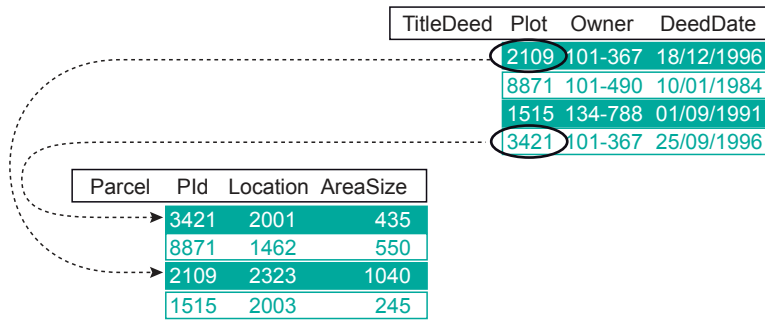 TitleDeed Plot Owner DeedDate
2109 101-367 18/12/1996
8871 101-490 10/01/1984
1515 134-788 01/09/1991
3421 101-367 25/09/1996
Parcel PId Location AreaSize
3421 2001 435
8871 1462 550
2109 2323 1040
1515 2003 245